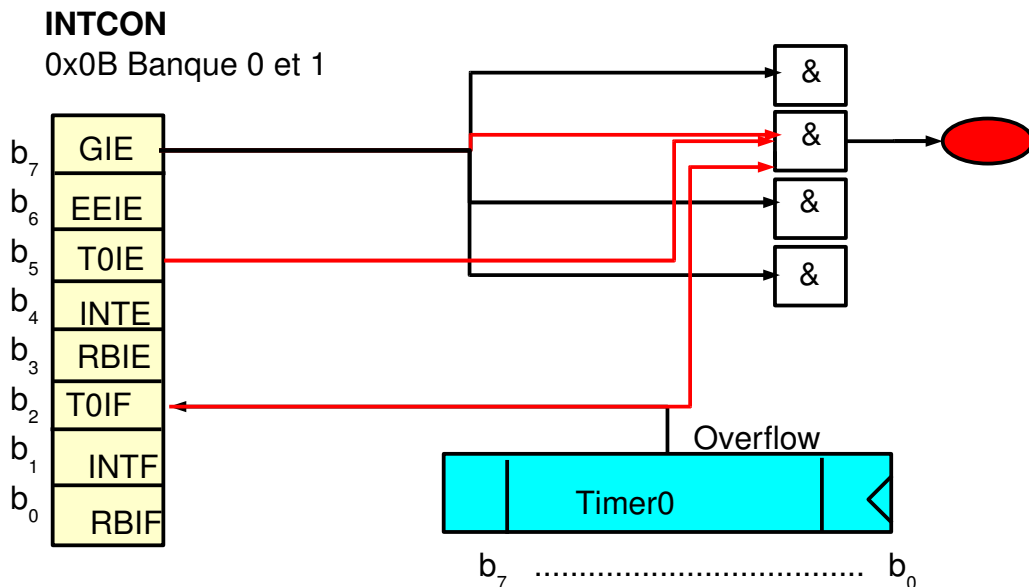 INTCON
0x0B Banque 0 et 1
&
b7 GIE &
b6 EEIE &
b5 T0IE &
b4 INTE
b3 RBIE
b2 T0IF
Overflow
b1 INTF
Timer0
b0 RBIF
b7 ..................................... b0